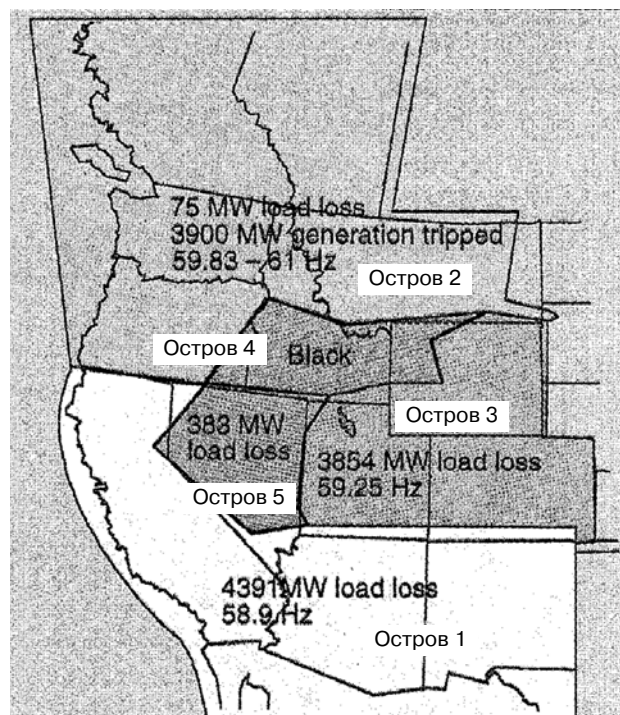 75 MW load loss
3900 MW generation tripped
59.83 – 61 Hz
Остров 2
Остров 4
Black
Остров 3
383 MW
load loss
3854 MW load loss
59.25 Hz
Остров 5
4391 MW load loss
58.9 Hz
Остров 1